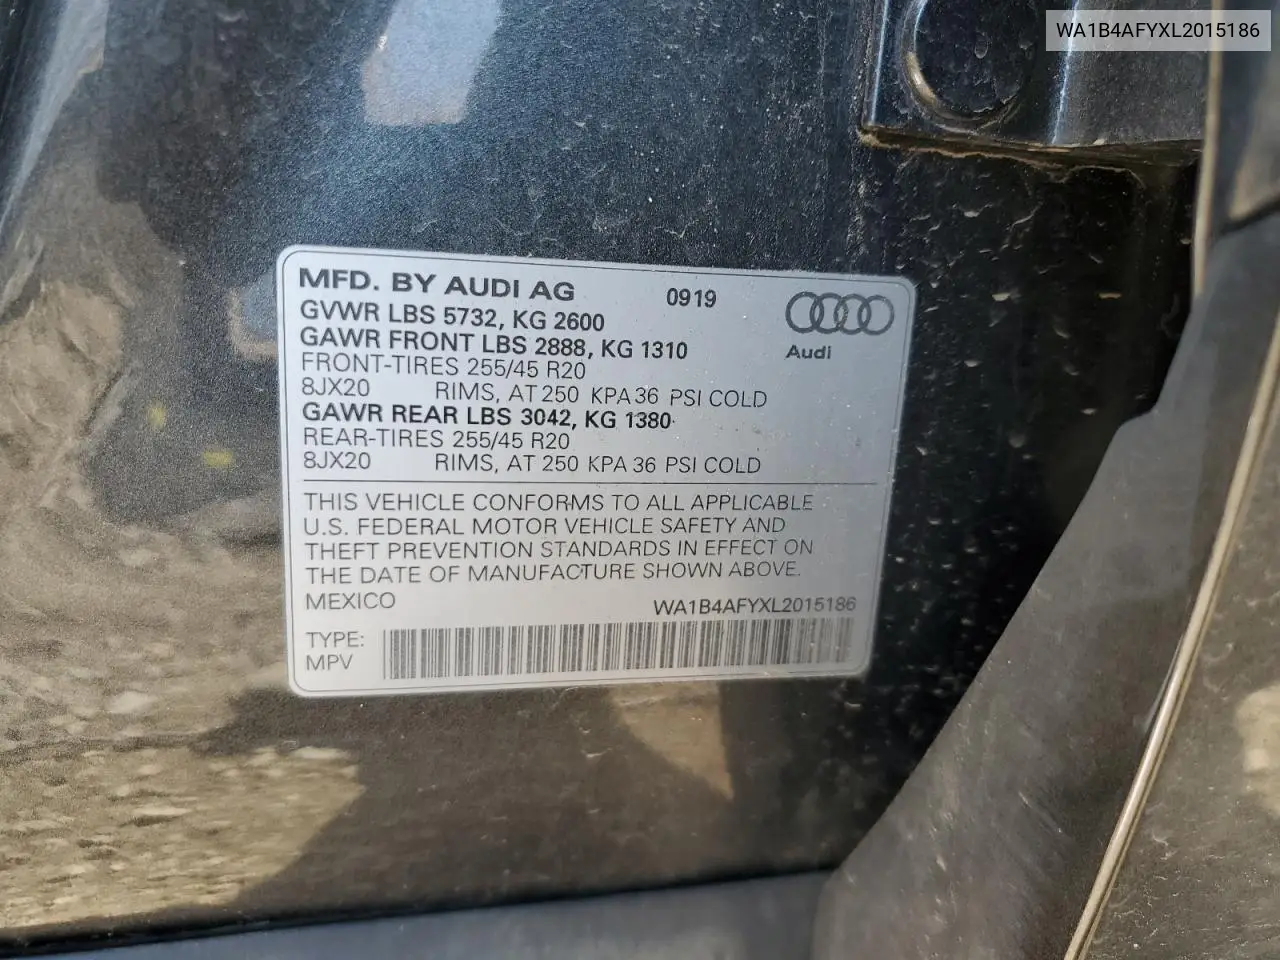 WA1B4AFYXL2015186
MFD. BY AUDI AG 0919
GVWR LBS 5732, KG 2600
GAWR FRONT LBS 2888, KG 1310
Audi
FRONT-TIRES 255/45 R20
8JX20 RIMS, AT 250 KPA 36 PSI COLD
GAWR REAR LBS 3042, KG 1380
REAR-TIRES 255/45 R20
8JX20 RIMS, AT 250 KPA 36 PSI COLD
THIS VEHICLE CONFORMS TO ALL APPLICABLE
U.S. FEDERAL MOTOR VEHICLE SAFETY AND
THEFT PREVENTION STANDARDS IN EFFECT ON
THE DATE OF MANUFACTURE SHOWN ABOVE.
MEXICO WA1B4AFYXL2015186
TYPE:
MPV